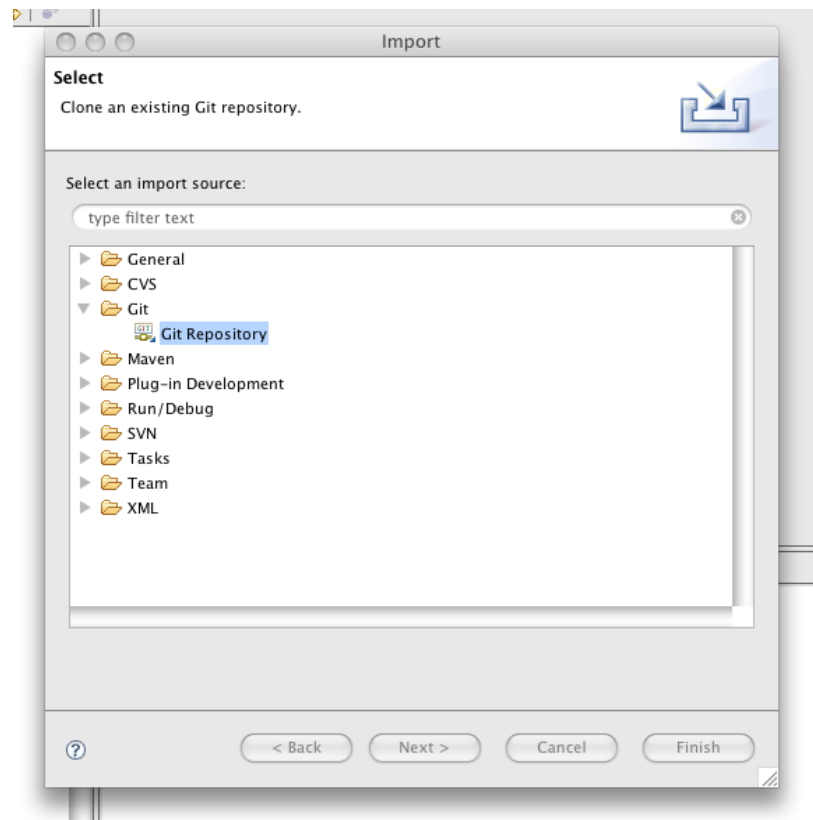 Import
Select
Clone an existing Git repository.
Select an import source:
type filter text
General
CVS
Git
GIT
Git Repository
Maven
Plug-in Development
Run/Debug
SVN
Tasks
Team
XML
?
< Back Next > Cancel Finish